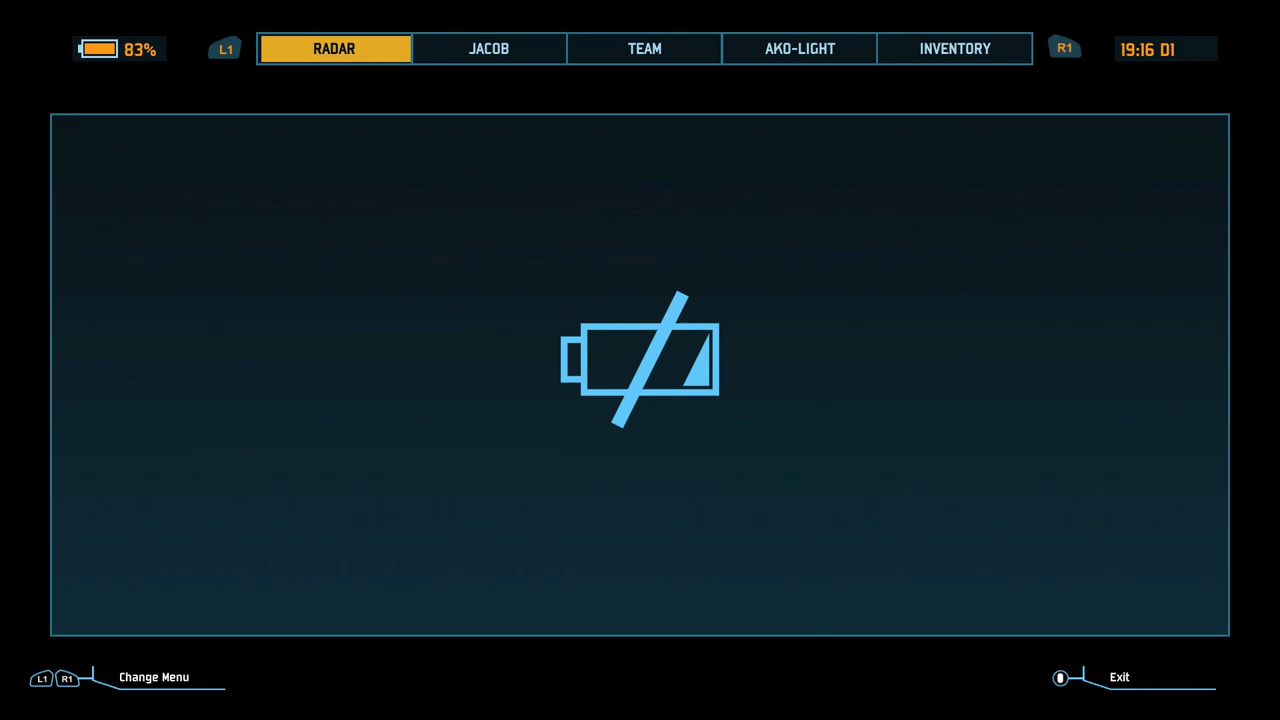 83% L1 RADAR JACOB TEAM AKO-LIGHT INVENTORY R1 19:16 D1
L1 R1 Change Menu Exit